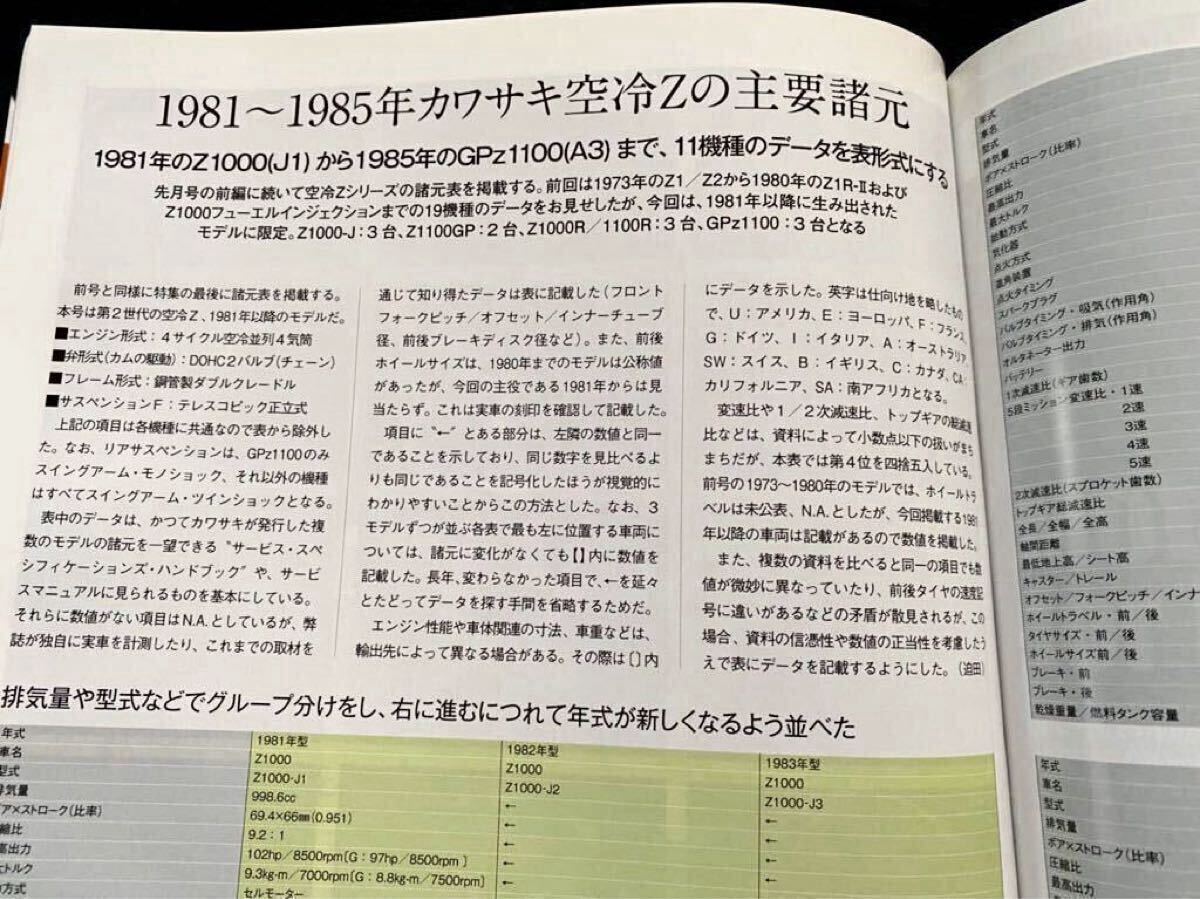 1981〜1985年カワサキ空冷Zの主要諸元
1981年のZ1000(J1)から1985年のGPz1100(A3)まで、11機種のデータを表形式にする
先月号の前編に続いて空冷Zシリーズの諸元表を掲載する。前回は1973年のZ1／Z2から1980年のZ1R-Ⅱおよび
Z1000フューエルインジェクションまでの19機種のデータをお見せしたが、今回は、1981年以降に生み出された
モデルに限定。Z1000-J：3台、Z1100GP：2台、Z1000R／1100R：3台、GPz1100：3台となる
前号と同様に特集の最後に諸元表を掲載する。
本号は第2世代の空冷Z、1981年以降のモデルだ。
■エンジン形式：4サイクル空冷並列4気筒
■弁形式（カムの駆動）：DOHC2バルブ（チェーン）
■フレーム形式：鋼管製ダブルクレードル
■サスペンションF：テレスコピック正立式
上記の項目は各機種に共通なので表から除外し
た。なお、リアサスペンションは、GPz1100のみ
スイングアーム・モノショック、それ以外の機種
はすべてスイングアーム・ツインショックとなる。
表中のデータは、かつてカワサキが発行した複
数のモデルの諸元を一望できる〝サービス・スペ
シフィケーションズ・ハンドブック〟や、サービ
スマニュアルに見られるものを基本にしている。
それらに数値がない項目はN.A.としているが、弊
誌が独自に実車を計測したり、これまでの取材を
通じて知り得たデータは表に記載した（フロント
フォークピッチ／オフセット／インナーチューブ
径、前後ブレーキディスク径など）。また、前後
ホイールサイズは、1980年までのモデルは公称値
があったが、今回の主役である1981年からは見
当たらず。これは実車の刻印を確認して記載した。
項目に〝←〟とある部分は、左隣の数値と同一
であることを示しており、同じ数字を見比べるよ
りも同じであることを記号化したほうが視覚的に
わかりやすいことからこの方法とした。なお、3
モデルずつが並ぶ各表で最も左に位置する車両に
ついては、諸元に変化がなくても【】内に数値を
記載した。長年、変わらなかった項目で、←を延々
とたどってデータを探す手間を省略するためだ。
エンジン性能や車体関連の寸法、車重などは、
輸出先によって異なる場合がある。その際は〔〕内
にデータを示した。英字は仕向け地を略したもの
で、U：アメリカ、E：ヨーロッパ、F：フランス、
G：ドイツ、I：イタリア、A：オーストラリア、
SW：スイス、B：イギリス、C：カナダ、CA：
カリフォルニア、SA：南アフリカとなる。
変速比や1／2次減速比、トップギアの総減速
比などは、資料によって小数点以下の扱いがまち
まちだが、本表では第4位を四捨五入している。
前号の1973〜1980年のモデルでは、ホイールトラ
ベルは未公表、N.A.としたが、今回掲載する1981
年以降の車両は記載があるので数値を掲載した。
また、複数の資料を比べると同一の項目でも数
値が微妙に異なっていたり、前後タイヤの速度記
号に違いがあるなどの矛盾が散見されるが、この
場合、資料の信憑性や数値の正当性を考慮したう
えで表にデータを記載するようにした。（迫田）
排気量や型式などでグループ分けをし、右に進むにつれて年式が新しくなるよう並べた
年式 1981年型 1982年型 1983年型
車名 Z1000 Z1000 Z1000
型式 Z1000-J1 Z1000-J2 Z1000-J3
排気量 998.6cc ← ←
ボア×ストローク（比率） 69.4×66㎜（0.951） ← ←
圧縮比 9.2：1 ← ←
最高出力 102hp／8500rpm〔G：97hp／8500rpm〕 ← ←
最大トルク 9.3kg-m／7000rpm〔G：8.8kg-m／7500rpm〕 ← ←
セルモーター
年式
車名
型式
排気量
ボア×ストローク（比率）
圧縮比
最高出力
最大トルク
始動方式
気化器
点火方式
進角装置
点火タイミング
スパークプラグ
バルブタイミング・吸気（作用角）
バルブタイミング・排気（作用角）
オルタネーター出力
バッテリー
1次減速比（ギア歯数）
5段ミッション変速比・1速
2速
3速
4速
5速
2次減速比（スプロケット歯数）
トップギア総減速比
全長／全幅／全高
軸間距離
最低地上高／シート高
キャスター／トレール
オフセット／フォークピッチ／インナ
ホイールトラベル・前／後
タイヤサイズ・前／後
ホイールサイズ前／後
ブレーキ・前
ブレーキ・後
乾燥重量／燃料タンク容量
年式
車名
型式
排気量
ボア×ストローク（比率）
圧縮比
最高出力